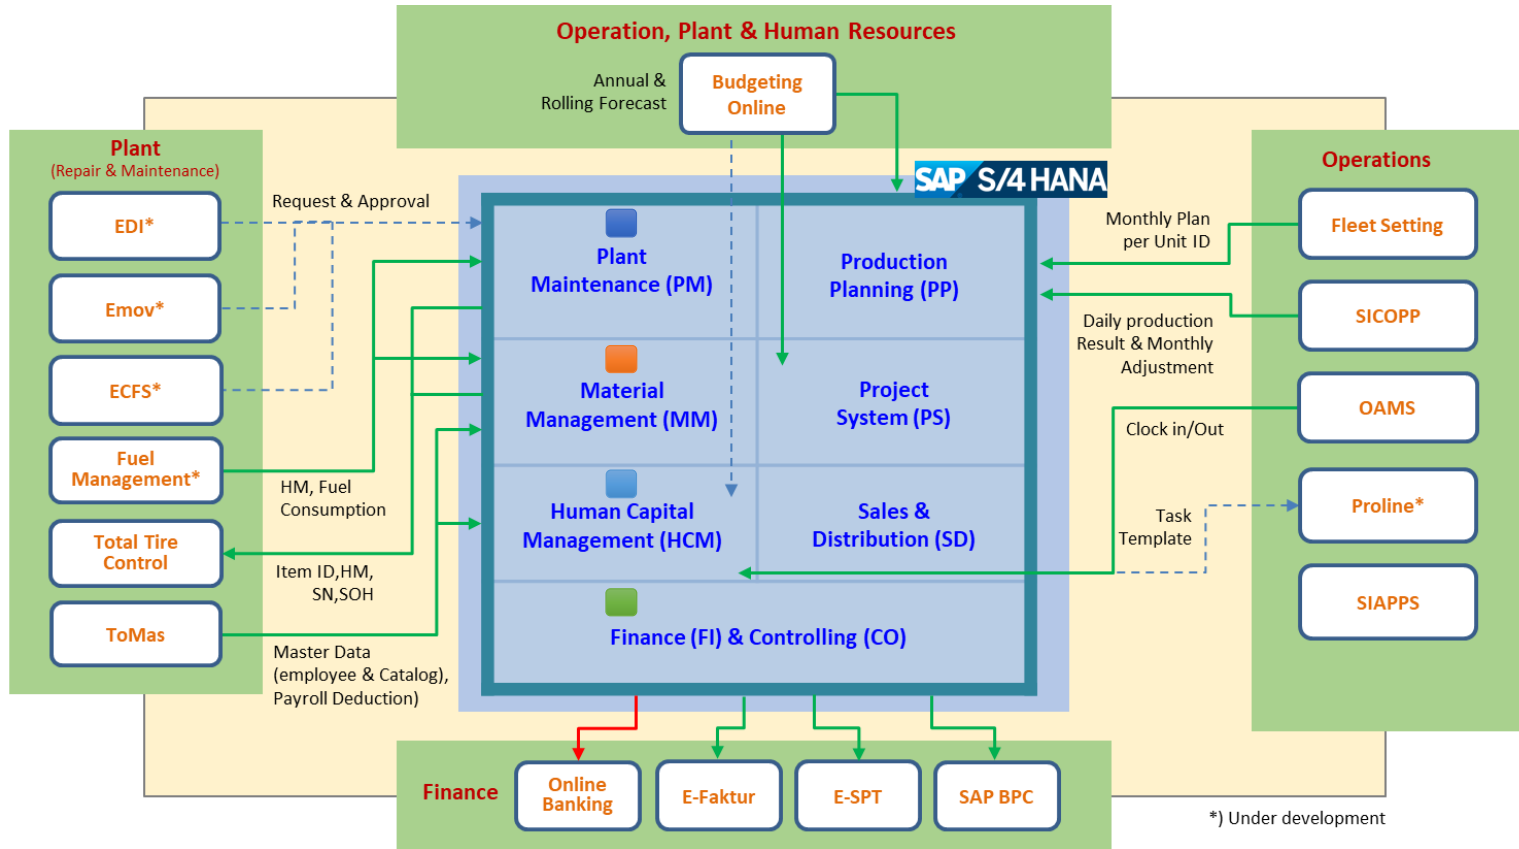 Operation, Plant & Human Resources
Annual &
Rolling Forecast
Budgeting
Online
Plant
(Repair & Maintenance)
EDI*
Emov*
ECFS*
Fuel
Management*
Total Tire
Control
ToMas
Request & Approval
HM, Fuel
Consumption
Item ID,HM,
SN,SOH
Master Data
(employee & Catalog),
Payroll Deduction)
SAP S/4 HANA
Plant
Maintenance (PM)
Production
Planning (PP)
Material
Management (MM)
Project
System (PS)
Human Capital
Management (HCM)
Sales &
Distribution (SD)
Finance (FI) & Controlling (CO)
Operations
Monthly Plan
per Unit ID
Fleet Setting
Daily production
Result & Monthly
Adjustment
SICOPP
OAMS
Clock in/Out
Task
Template
Proline*
SIAPPS
Finance
Online
Banking
E-Faktur
E-SPT
SAP BPC
*) Under development